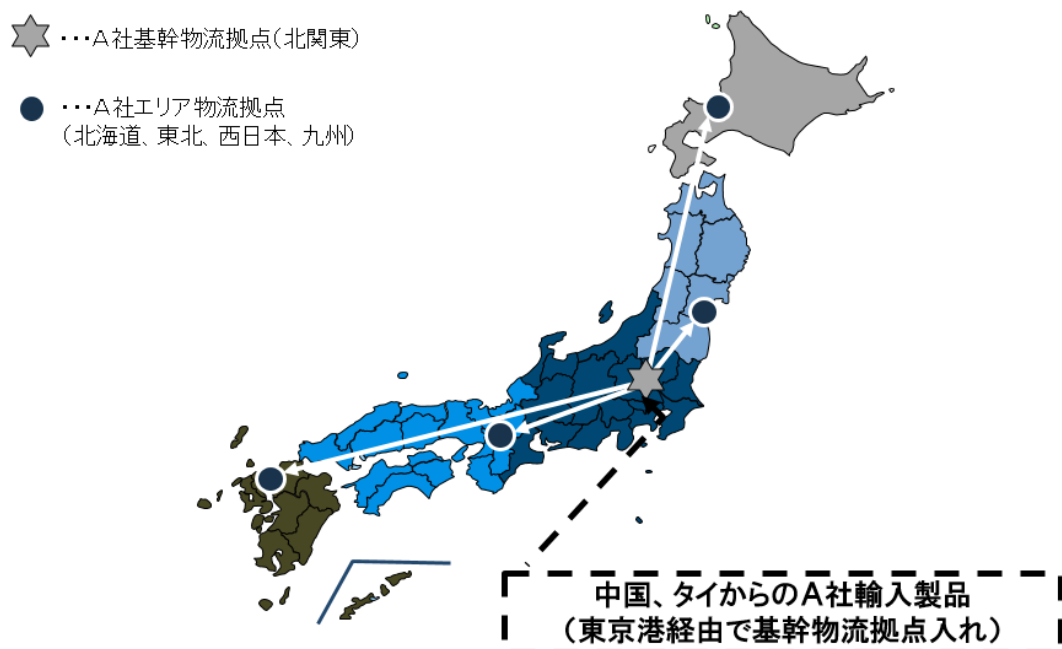 ・・・A社基幹物流拠点(北関東)
・・・A社エリア物流拠点
(北海道、東北、西日本、九州)
中国、タイからのA社輸入製品
(東京港経由で基幹物流拠点入れ)